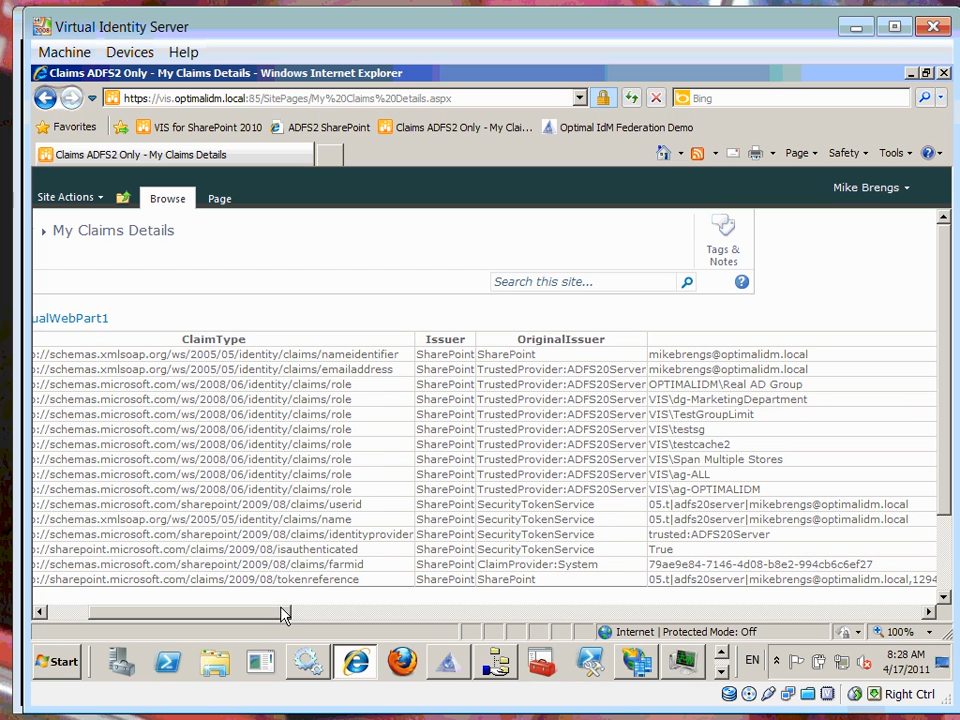 Virtual Identity Server
Machine Devices Help
Claims ADFS2 Only - My Claims Details - Windows Internet Explorer
https://vis.optimalidm.local:85/SitePages/My%20Claims%20Details.aspx
Bing
Favorites VIS for SharePoint 2010 ADFS2 SharePoint Claims ADFS2 Only - My Clai... Optimal IdM Federation Demo
Claims ADFS2 Only - My Claims Details
Page Safety Tools
Mike Brengs
Site Actions Browse Page
My Claims Details
Tags & Notes
Search this site...
ualWebPart1
ClaimType Issuer OriginalIssuer
p://schemas.xmlsoap.org/ws/2005/05/identity/claims/nameidentifier SharePoint SharePoint mikebrengs@optimalidm.local
p://schemas.xmlsoap.org/ws/2005/05/identity/claims/emailaddress SharePoint TrustedProvider:ADFS20Server mikebrengs@optimalidm.local
p://schemas.microsoft.com/ws/2008/06/identity/claims/role SharePoint TrustedProvider:ADFS20Server OPTIMALIDM\Real AD Group
p://schemas.microsoft.com/ws/2008/06/identity/claims/role SharePoint TrustedProvider:ADFS20Server VIS\dg-MarketingDepartment
p://schemas.microsoft.com/ws/2008/06/identity/claims/role SharePoint TrustedProvider:ADFS20Server VIS\TestGroupLimit
p://schemas.microsoft.com/ws/2008/06/identity/claims/role SharePoint TrustedProvider:ADFS20Server VIS\testsg
p://schemas.microsoft.com/ws/2008/06/identity/claims/role SharePoint TrustedProvider:ADFS20Server VIS\testcache2
p://schemas.microsoft.com/ws/2008/06/identity/claims/role SharePoint TrustedProvider:ADFS20Server VIS\Span Multiple Stores
p://schemas.microsoft.com/ws/2008/06/identity/claims/role SharePoint TrustedProvider:ADFS20Server VIS\ag-ALL
p://schemas.microsoft.com/ws/2008/06/identity/claims/role SharePoint TrustedProvider:ADFS20Server VIS\ag-OPTIMALIDM
p://schemas.microsoft.com/sharepoint/2009/08/claims/userid SharePoint SecurityTokenService 05.t|adfs20server|mikebrengs@optimalidm.local
p://schemas.xmlsoap.org/ws/2005/05/identity/claims/name SharePoint SecurityTokenService 05.t|adfs20server|mikebrengs@optimalidm.local
p://schemas.microsoft.com/sharepoint/2009/08/claims/identityprovider SharePoint SecurityTokenService trusted:ADFS20Server
p://sharepoint.microsoft.com/claims/2009/08/isauthenticated SharePoint SecurityTokenService True
p://schemas.microsoft.com/sharepoint/2009/08/claims/farmid SharePoint ClaimProvider:System 79ae9e84-7146-4d08-b8e2-994cb6c6ef27
p://sharepoint.microsoft.com/claims/2009/08/tokenreference SharePoint SharePoint 05.t|adfs20server|mikebrengs@optimalidm.local,1294
Internet | Protected Mode: Off 100%
Start EN 8:28 AM
4/17/2011
Right Ctrl